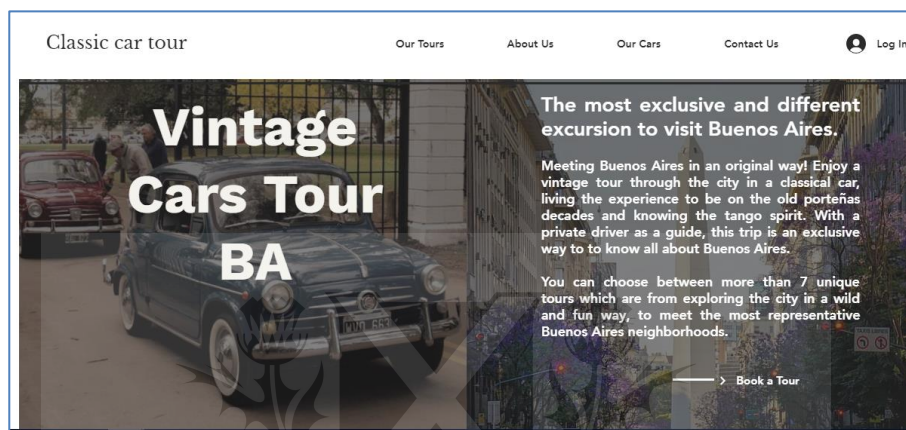 Classic car tour
Our Tours
About Us
Our Cars
Contact Us
Log In
Vintage
Cars Tour
BA
The most exclusive and different
excursion to visit Buenos Aires.
Meeting Buenos Aires in an original way! Enjoy a
vintage tour through the city in a classical car,
living the experience to be on the old porteñas
decades and knowing the tango spirit. With a
private driver as a guide, this trip is an exclusive
way to to know all about Buenos Aires.
You can choose between more than 7 unique
tours which are from exploring the city in a wild
and fun way, to meet the most representative
Buenos Aires neighborhoods.
Book a Tour